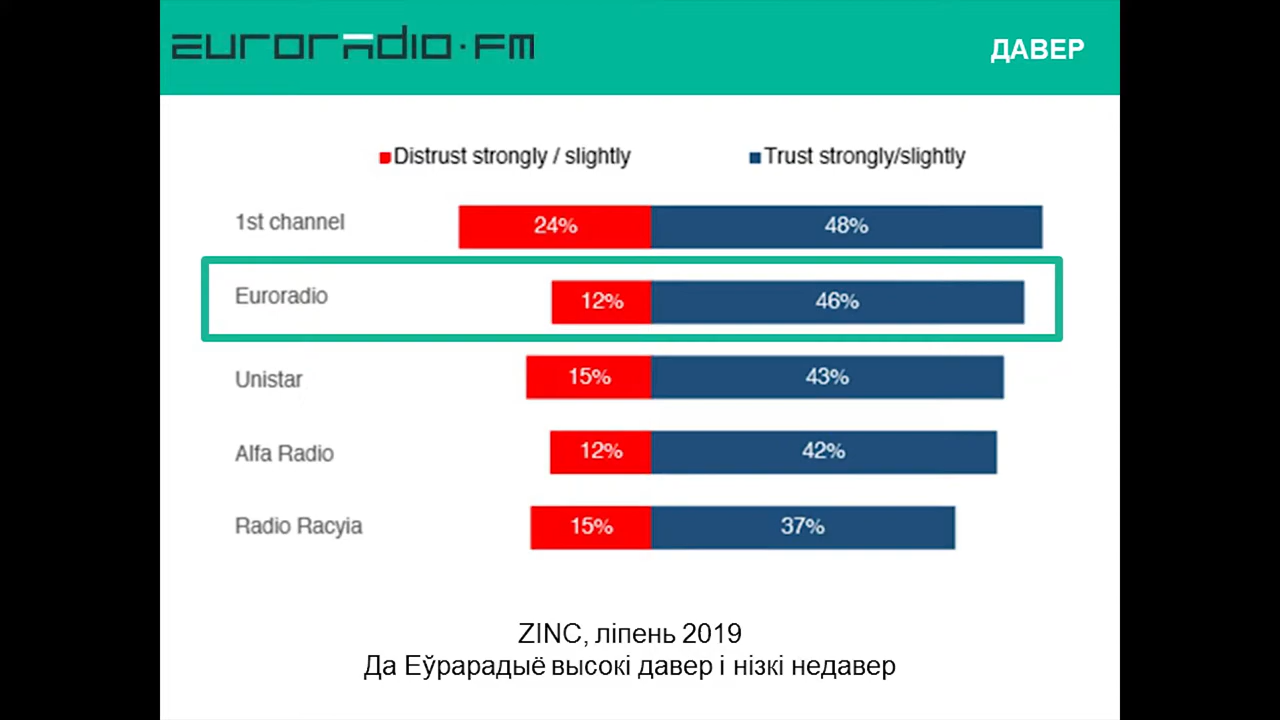 EURORADIO·FM
ДАВЕР
Distrust strongly / slightly
Trust strongly/slightly
1st channel 24% 48%
Euroradio 12% 46%
Unistar 15% 43%
Alfa Radio 12% 42%
Radio Racyia 15% 37%
ZINC, ліпень 2019
Да Еўрарадыё высокі давер і нізкі недавер